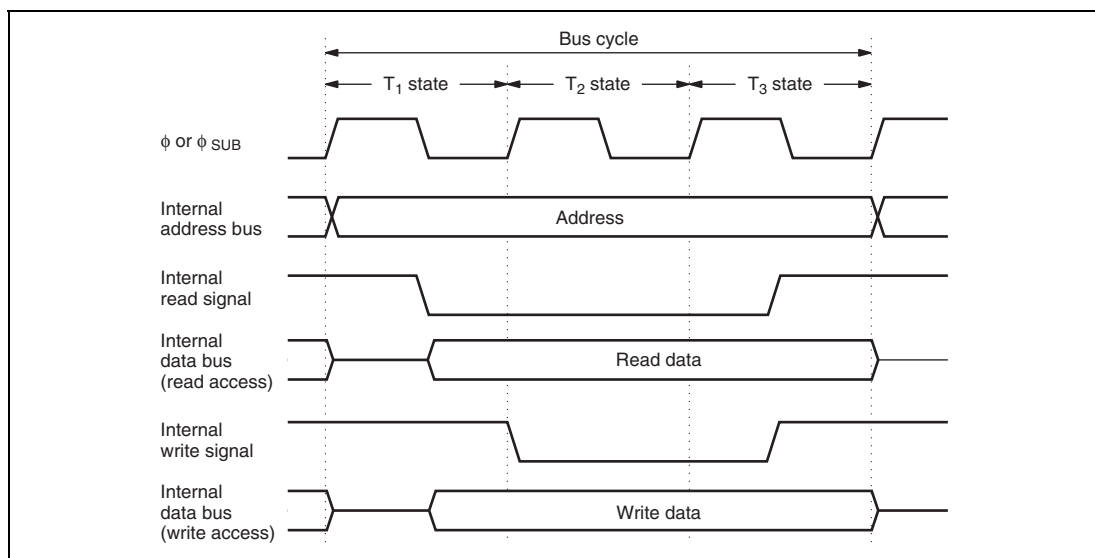 Bus cycle
T₁ state
T₂ state
T₃ state
ϕ or ϕ SUB
Internal
address bus
Address
Internal
read signal
Internal
data bus
(read access)
Read data
Internal
write signal
Internal
data bus
(write access)
Write data